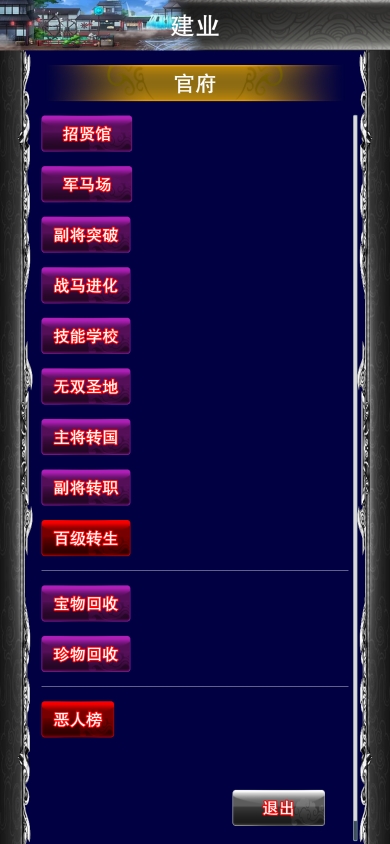 建业
官府
招贤馆
军马场
副将突破
战马进化
技能学校
无双圣地
主将转国
副将转职
百级转生
宝物回收
珍物回收
恶人榜
退出